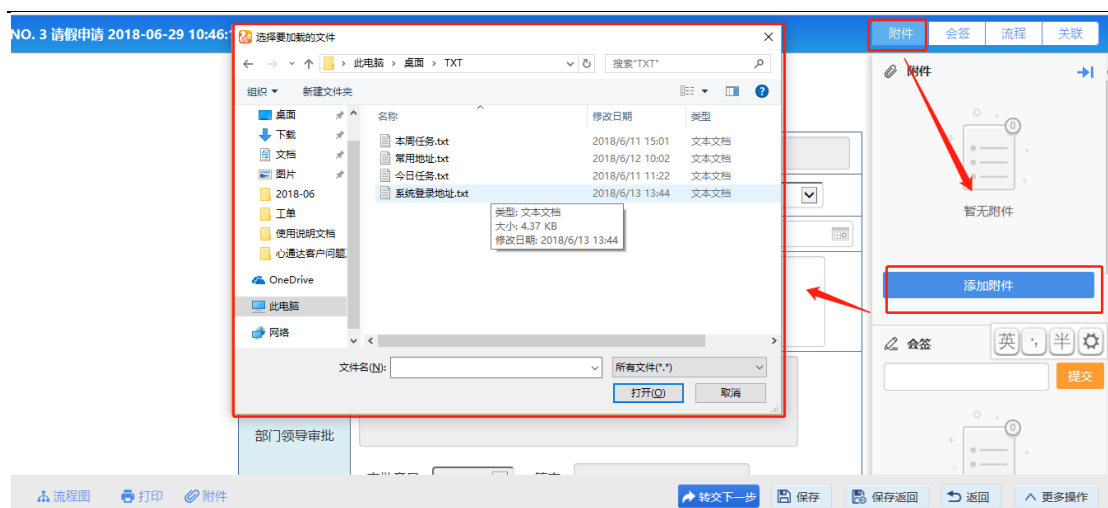 NO. 3 请假申请 2018-06-29 10:46:
附件 会签 流程 关联
选择要加载的文件
此电脑 › 桌面 › TXT
搜索"TXT"
组织 新建文件夹
桌面
下载
文档
图片
2018-06
工单
使用说明文档
心通达客户问题
OneDrive
此电脑
网络
名称 修改日期 类型
本周任务.txt 2018/6/11 15:01 文本文档
常用地址.txt 2018/6/12 10:02 文本文档
今日任务.txt 2018/6/11 11:22 文本文档
系统登录地址.txt 2018/6/13 13:44 文本文档
类型: 文本文档
大小: 4.37 KB
修改日期: 2018/6/13 13:44
文件名(N): 所有文件(*.*)
打开(O) 取消
附件
0
暂无附件
添加附件
会签
英 ·, 半
提交
0
部门领导审批
流程图 打印 附件
转交下一步 保存 保存返回 返回 更多操作